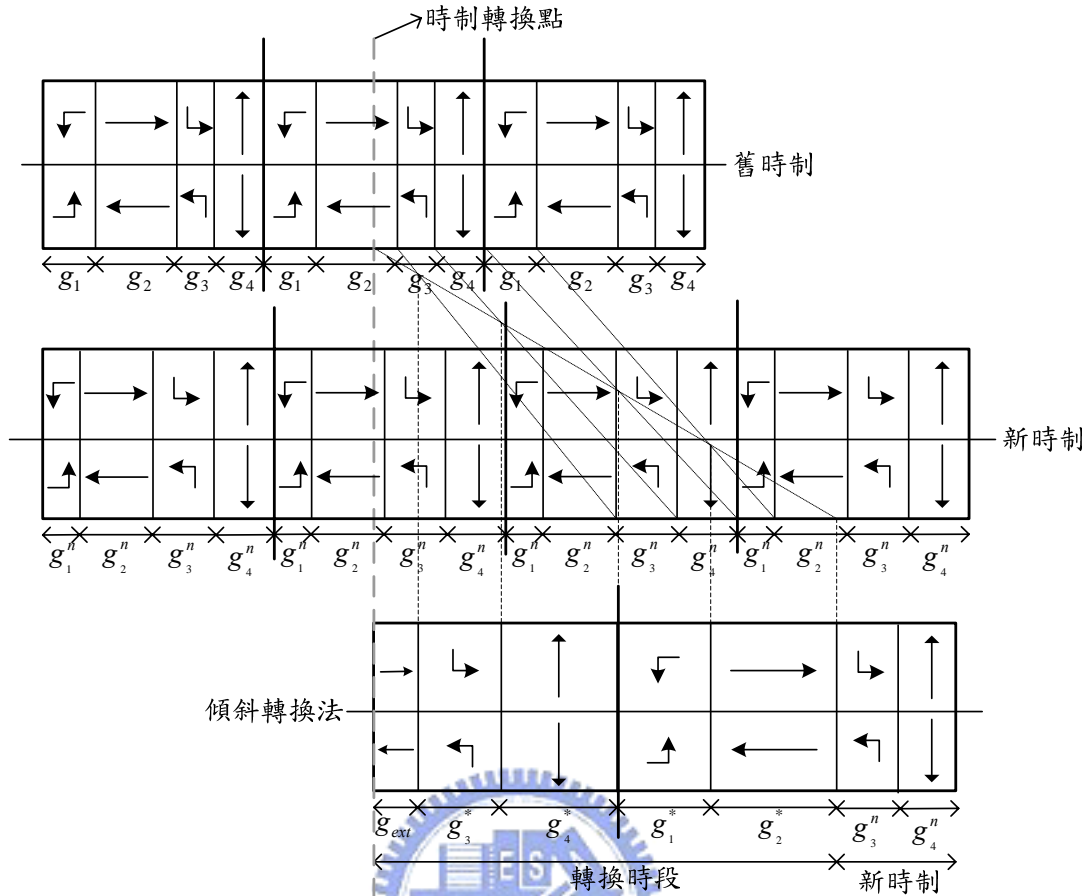 時制轉換點
舊時制
g₁ g₂ g₃ g₄ g₁ g₂ g₃ g₄ g₁ g₂ g₃ g₄
新時制
g₁ⁿ g₂ⁿ g₃ⁿ g₄ⁿ g₁ⁿ g₂ⁿ g₃ⁿ g₄ⁿ g₁ⁿ g₂ⁿ g₃ⁿ g₄ⁿ g₁ⁿ g₂ⁿ g₃ⁿ g₄ⁿ
傾斜轉換法
g_ext g₃* g₄* g₁* g₂* g₃ⁿ g₄ⁿ
轉換時段 新時制
ES